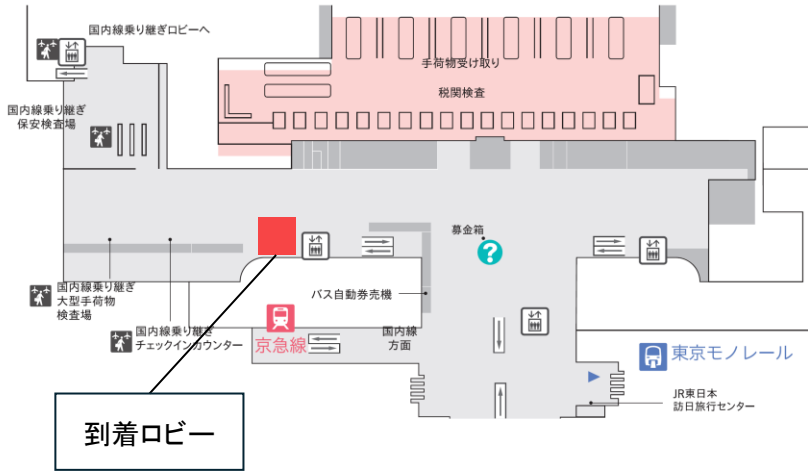 国内線乗り継ぎロビーへ
手荷物受け取り
税関検査
国内線乗り継ぎ
保安検査場
募金箱
?
国内線乗り継ぎ
大型手荷物
検査場
バス自動券売機
国内線乗り継ぎ
チェックインカウンター
京急線
国内線
方面
東京モノレール
JR東日本
訪日旅行センター
到着ロビー